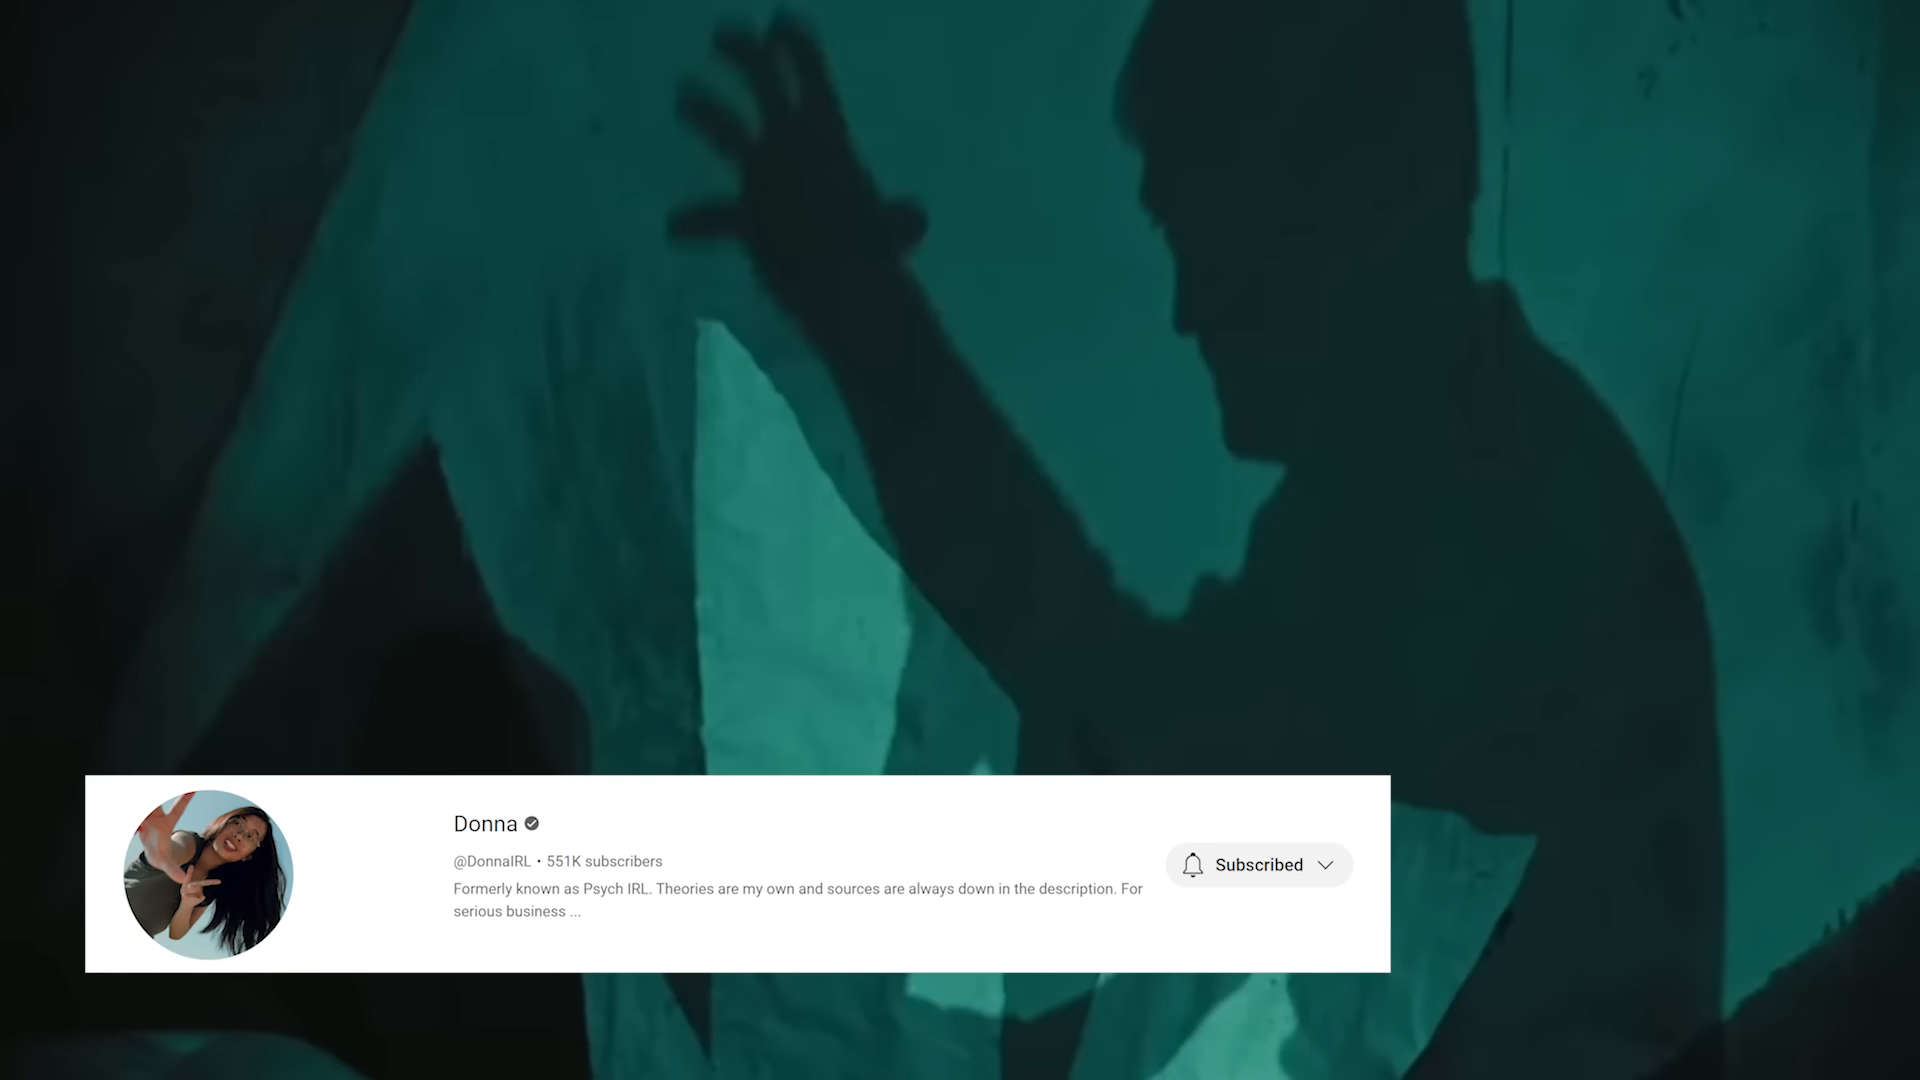 Donna
@DonnaIRL • 551K subscribers
Formerly known as Psych IRL. Theories are my own and sources are always down in the description. For
serious business ...
Subscribed